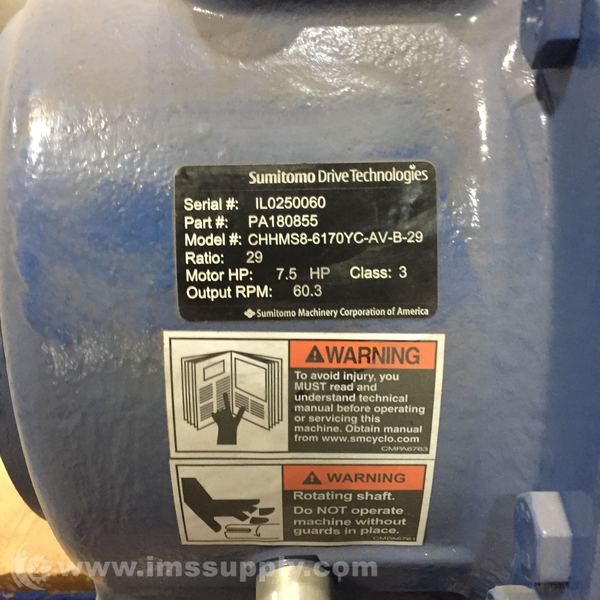 Sumitomo Drive Technologies
Serial #: IL0250060
Part #: PA180855
Model #: CHHMS8-6170YC-AV-B-29
Ratio: 29
Motor HP: 7.5 HP Class: 3
Output RPM: 60.3
Sumitomo Machinery Corporation of America
WARNING
To avoid injury, you
MUST read and
understand technical
manual before operating
or servicing this
machine. Obtain manual
from www.smcyclo.com
CMPA6763
WARNING
Rotating shaft.
Do NOT operate
machine without
guards in place.
CMPA6761
www.imssupply.com